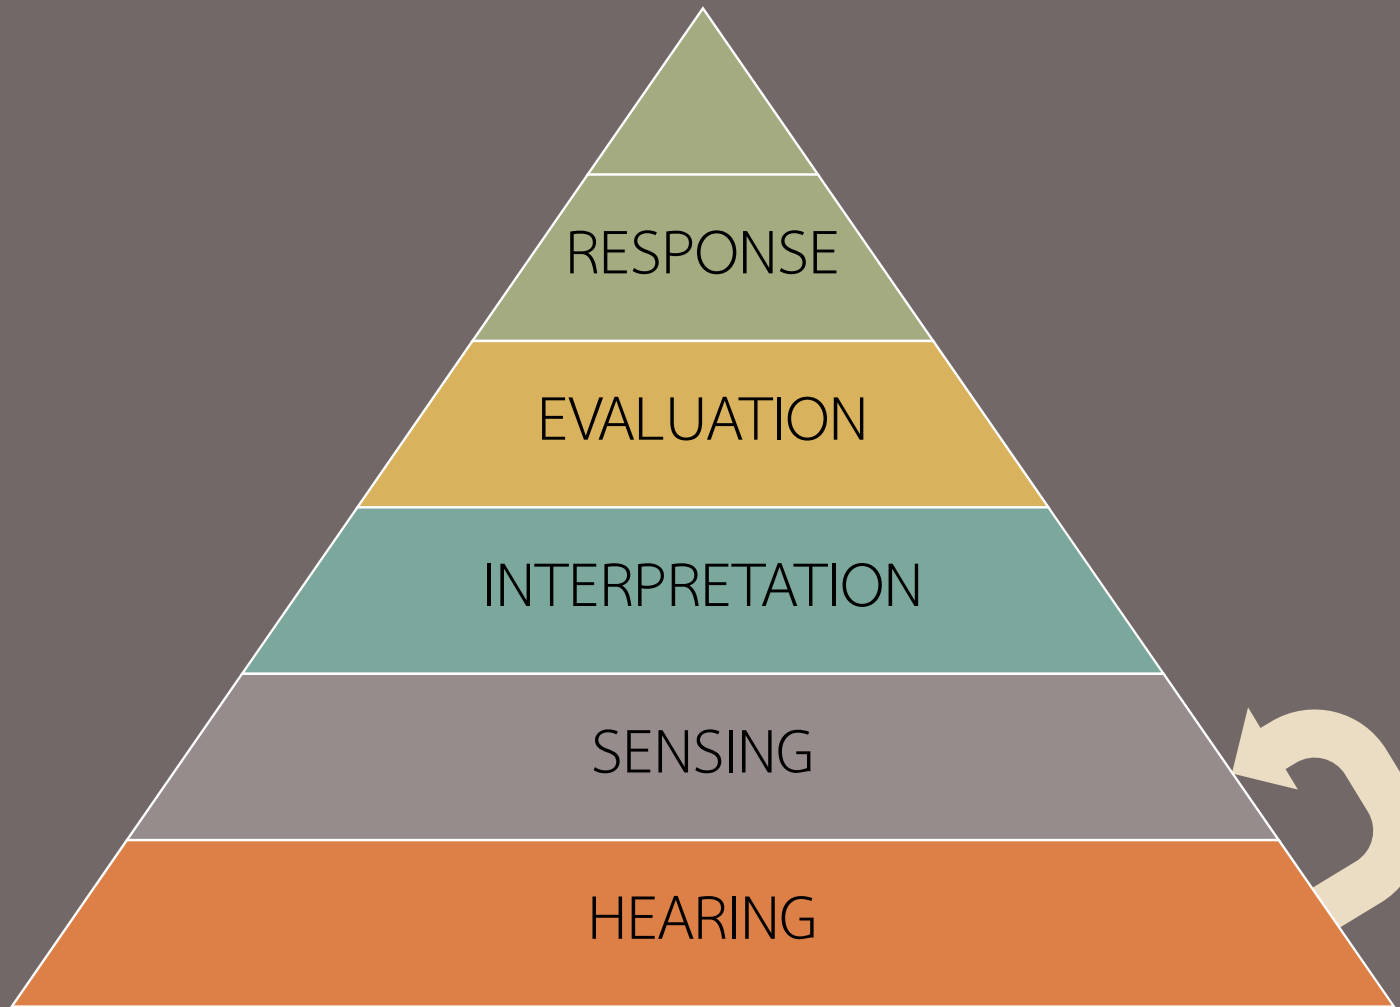 RESPONSE
EVALUATION
INTERPRETATION
SENSING
HEARING